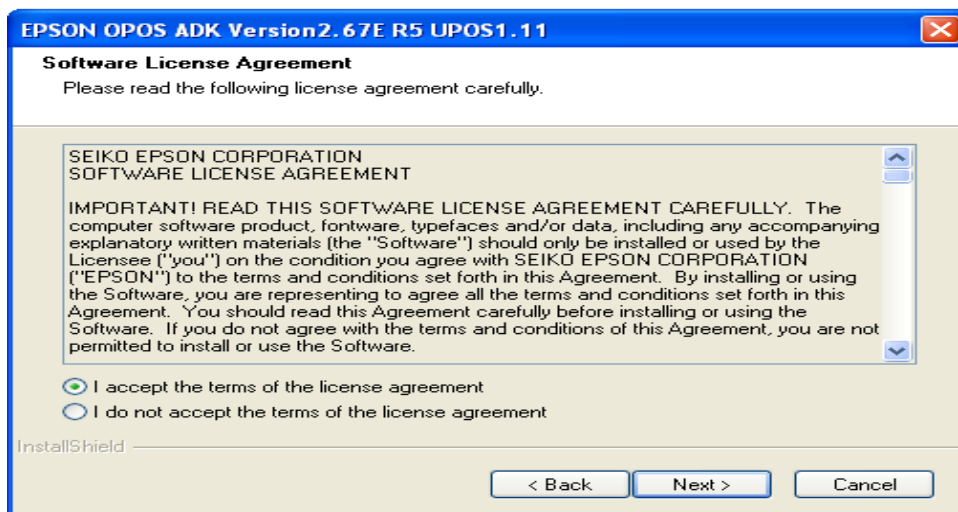 EPSON OPOS ADK Version2.67E R5 UPOS1.11
Software License Agreement
Please read the following license agreement carefully.
SEIKO EPSON CORPORATION
SOFTWARE LICENSE AGREEMENT
IMPORTANT! READ THIS SOFTWARE LICENSE AGREEMENT CAREFULLY. The
computer software product, fontware, typefaces and/or data, including any accompanying
explanatory written materials (the "Software") should only be installed or used by the
Licensee ("you") on the condition you agree with SEIKO EPSON CORPORATION
("EPSON") to the terms and conditions set forth in this Agreement. By installing or using
the Software, you are representing to agree all the terms and conditions set forth in this
Agreement. You should read this Agreement carefully before installing or using the
Software. If you do not agree with the terms and conditions of this Agreement, you are not
permitted to install or use the Software.
I accept the terms of the license agreement
I do not accept the terms of the license agreement
InstallShield
< Back Next > Cancel